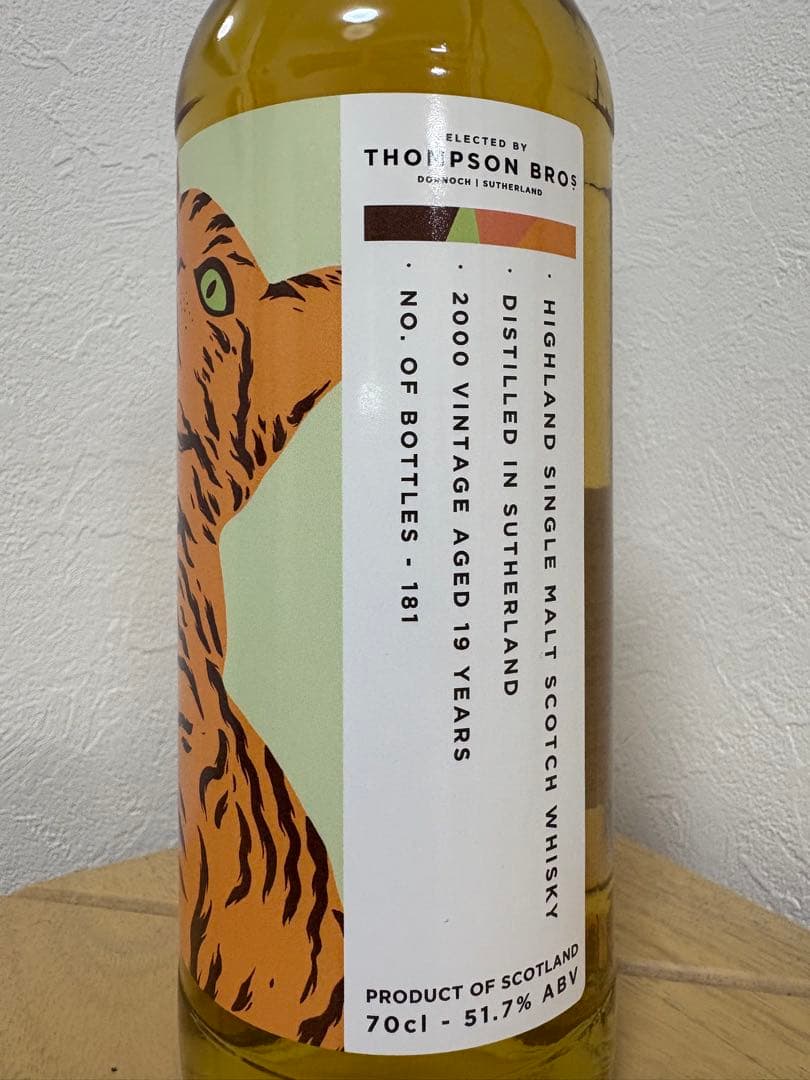 SELECTED BY
THOMPSON BROS.
DORNOCH | SUTHERLAND
• HIGHLAND SINGLE MALT SCOTCH WHISKY
• DISTILLED IN SUTHERLAND
• 2000 VINTAGE AGED 19 YEARS
• NO. OF BOTTLES - 181
PRODUCT OF SCOTLAND
70cl - 51.7% ABV